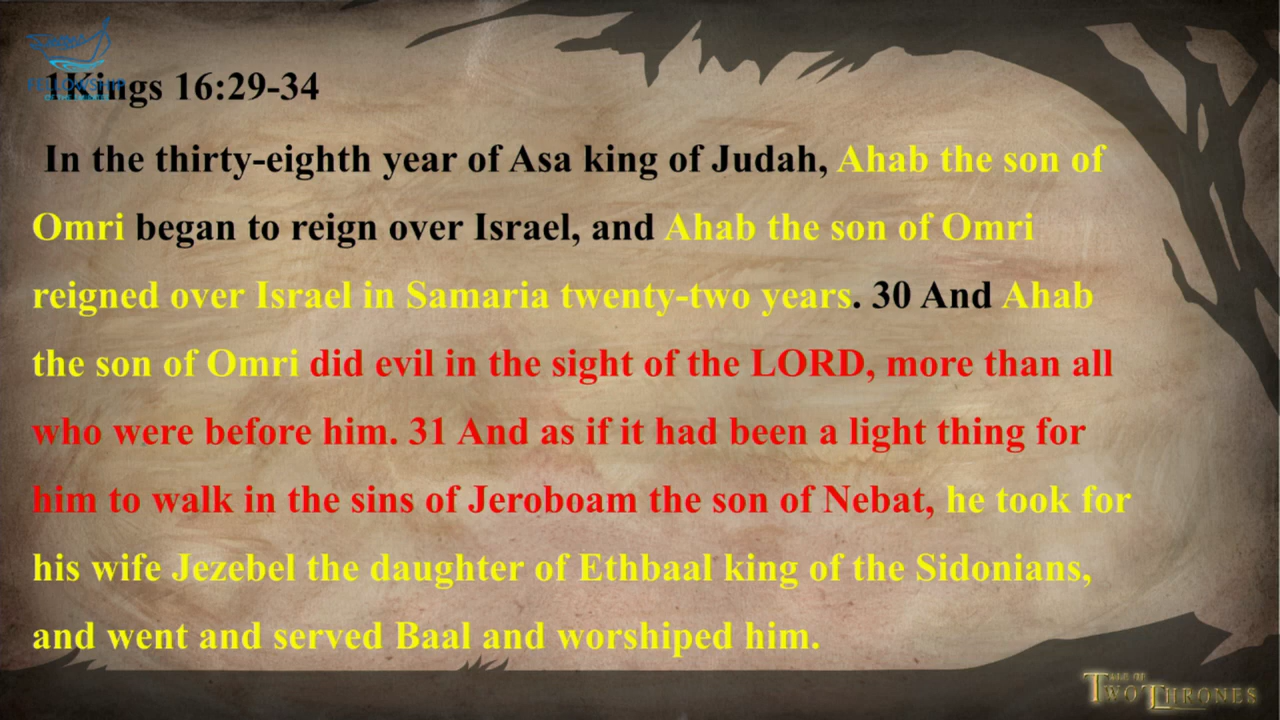 FELLOWSHIP
1Kings 16:29-34
In the thirty-eighth year of Asa king of Judah, Ahab the son of
Omri began to reign over Israel, and Ahab the son of Omri
reigned over Israel in Samaria twenty-two years. 30 And Ahab
the son of Omri did evil in the sight of the LORD, more than all
who were before him. 31 And as if it had been a light thing for
him to walk in the sins of Jeroboam the son of Nebat, he took for
his wife Jezebel the daughter of Ethbaal king of the Sidonians,
and went and served Baal and worshiped him.
TALE OF
TWO THRONES